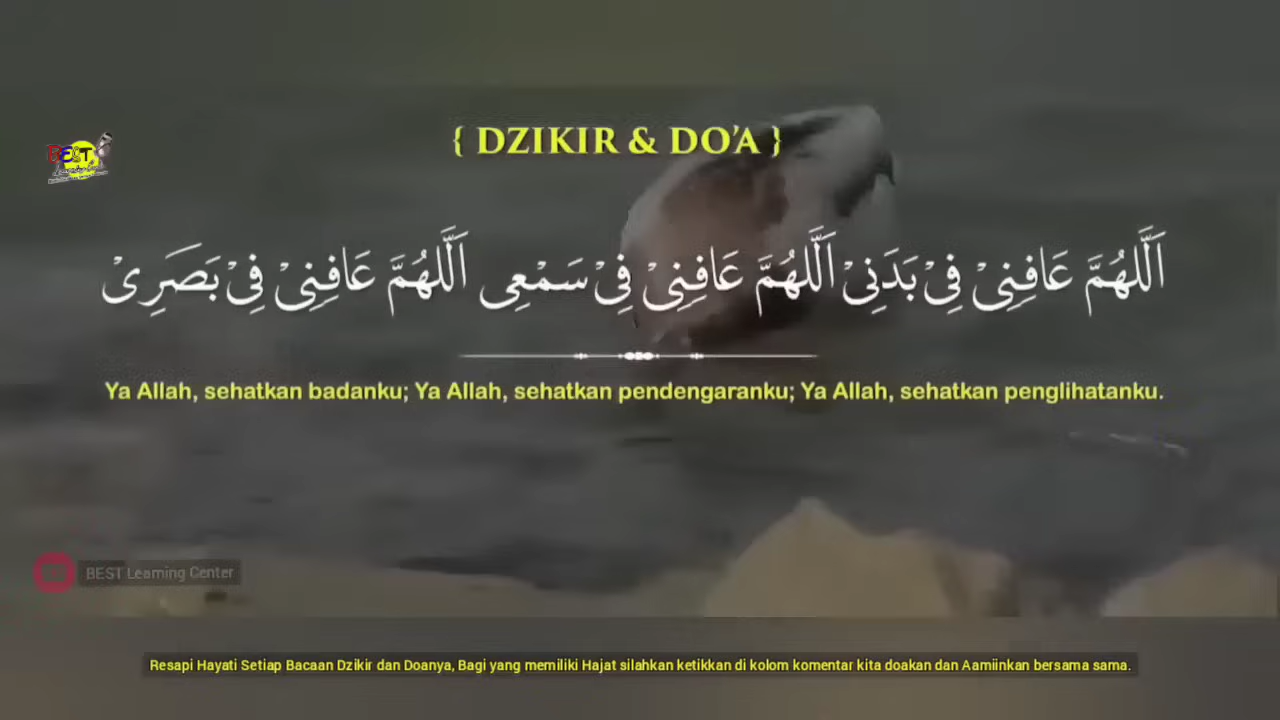 { DZIKIR & DO'A }
BEST
اَللَّهُمَّ عَافِنِيْ فِيْ بَدَنِيْ اَللَّهُمَّ عَافِنِيْ فِيْ سَمْعِى اَللَّهُمَّ عَافِنِيْ فِيْ بَصَرِيْ
Ya Allah, sehatkan badanku; Ya Allah, sehatkan pendengaranku; Ya Allah, sehatkan penglihatanku.
BEST Learning Center
Resapi Hayati Setiap Bacaan Dzikir dan Doanya, Bagi yang memiliki Hajat silahkan ketikkan di kolom komentar kita doakan dan Aamiinkan bersama sama.